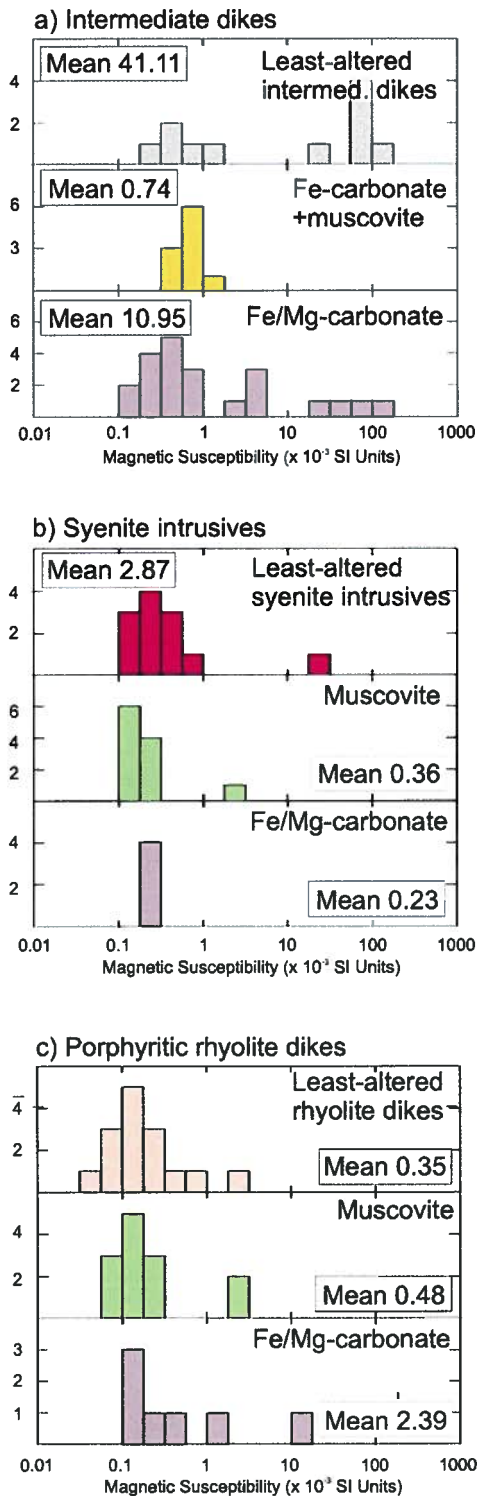 a) Intermediate dikes
Mean 41.11
Least-altered
intermed. dikes
4
2
Mean 0.74
Fe-carbonate
+muscovite
6
3
Mean 10.95
Fe/Mg-carbonate
6
4
2
0.01 0.1 1 10 100 1000
Magnetic Susceptibility (x 10⁻³ SI Units)
b) Syenite intrusives
Mean 2.87
Least-altered
syenite intrusives
4
2
Muscovite
6
4
2
Mean 0.36
Fe/Mg-carbonate
4
2
Mean 0.23
0.01 0.1 1 10 100 1000
Magnetic Susceptibility (x 10⁻³ SI Units)
c) Porphyritic rhyolite dikes
Least-altered
rhyolite dikes
4
2
Mean 0.35
Muscovite
4
2
Mean 0.48
Fe/Mg-carbonate
3
2
1
Mean 2.39
0.01 0.1 1 10 100 1000
Magnetic Susceptibility (x 10⁻³ SI Units)